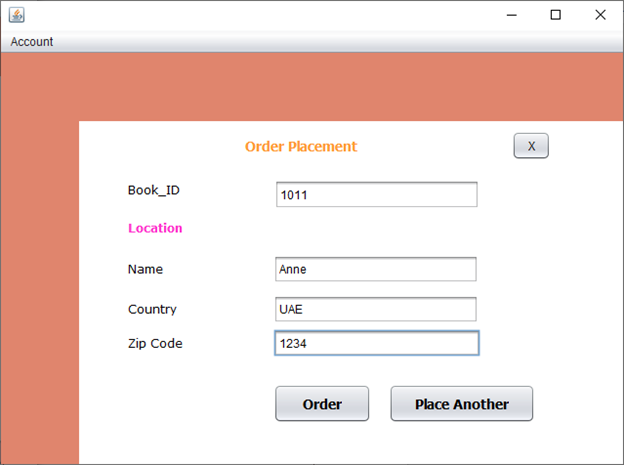 Account
Order Placement
X
Book_ID 1011
Location
Name Anne
Country UAE
Zip Code 1234
Order Place Another